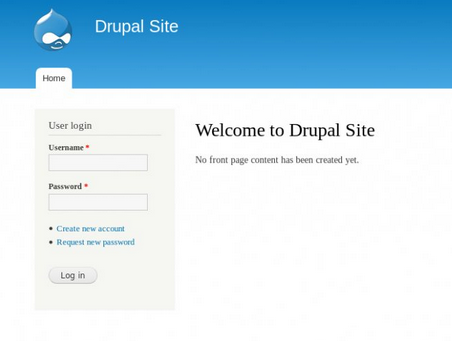 Drupal Site
Home
User login
Username *
Password *
Create new account
Request new password
Log in
Welcome to Drupal Site
No front page content has been created yet.